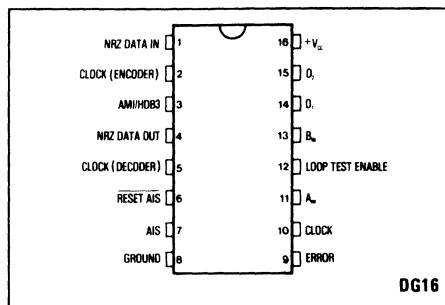 NRZ DATA IN 1
CLOCK (ENCODER) 2
AMI/HDB3 3
NRZ DATA OUT 4
CLOCK (DECODER) 5
RESET AIS 6
AIS 7
GROUND 8
16 +Vcc
15 O₂
14 O₁
13 Bᵢₙ
12 LOOP TEST ENABLE
11 Aᵢₙ
10 CLOCK
9 ERROR
DG16